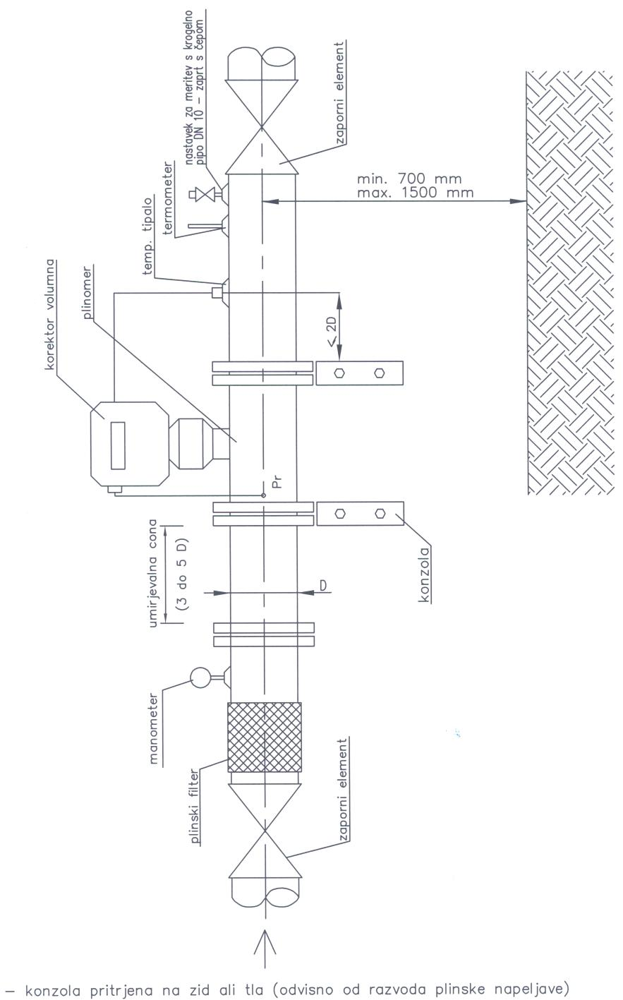 nastavek za meritev s krogelno
pipo DN 10 – zaprt s čepom
zaporni element
termometer
temp. tipalo
min. 700 mm
max. 1500 mm
korektor volumna
plinomer
< 2D
Pr
umirjevalna cona
(3 do 5 D)
D
konzola
manometer
plinski filter
zaporni element
– konzola pritrjena na zid ali tla (odvisno od razvoda plinske napeljave)